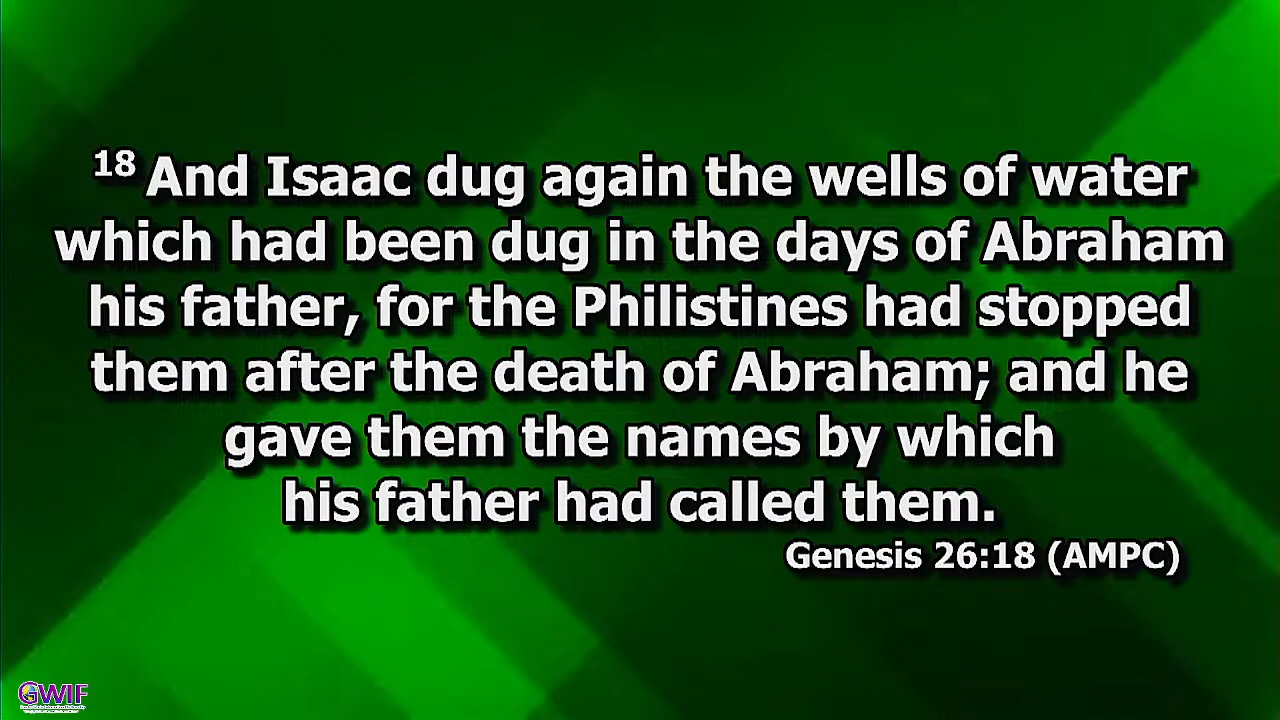 18 And Isaac dug again the wells of water
which had been dug in the days of Abraham
his father, for the Philistines had stopped
them after the death of Abraham; and he
gave them the names by which
his father had called them.
Genesis 26:18 (AMPC)
GWIF